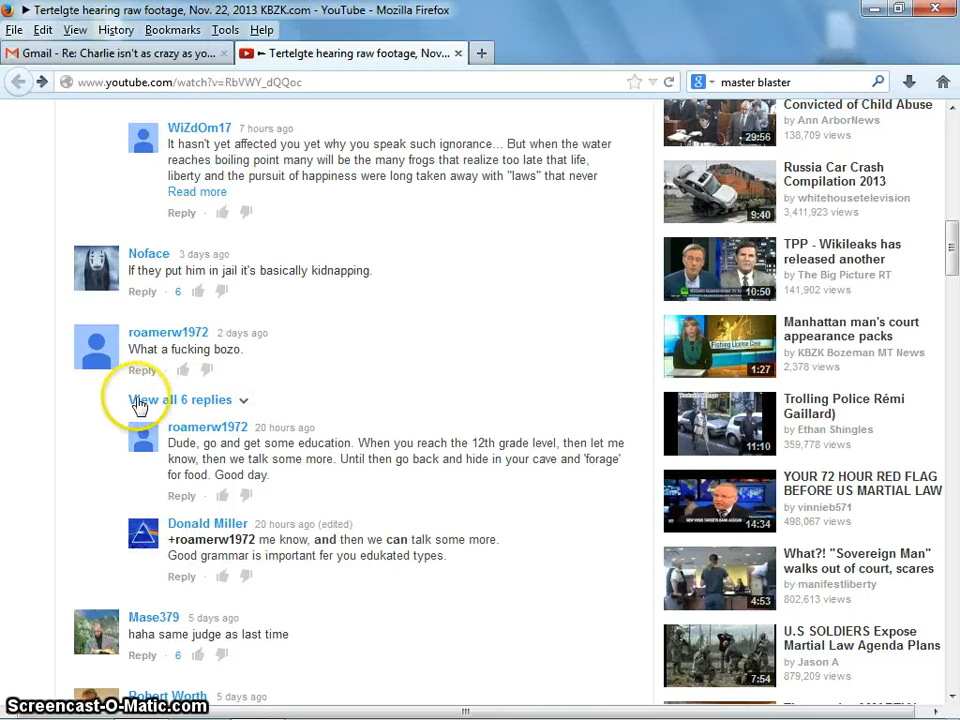 ► Tertelgte hearing raw footage, Nov. 22, 2013 KBZK.com - YouTube - Mozilla Firefox
File Edit View History Bookmarks Tools Help
Gmail - Re: Charlie isn't as crazy as yo...
► Tertelgte hearing raw footage, Nov...
www.youtube.com/watch?v=RbVWY_dQQoc
master blaster
WiZdOm17 7 hours ago
It hasn't yet affected you yet why you speak such ignorance... But when the water
reaches boiling point many will be the many frogs that realize too late that life,
liberty and the pursuit of happiness were long taken away with "laws" that never
Read more
Reply
Noface 3 days ago
If they put him in jail it's basically kidnapping.
Reply · 6
roamerw1972 2 days ago
What a fucking bozo.
Reply
View all 6 replies
roamerw1972 20 hours ago
Dude, go and get some education. When you reach the 12th grade level, then let me
know, then we talk some more. Until then go back and hide in your cave and 'forage'
for food. Good day.
Reply
Donald Miller 20 hours ago (edited)
+roamerw1972 me know, and then we can talk some more.
Good grammar is important fer you edukated types.
Reply
Mase379 5 days ago
haha same judge as last time
Reply · 6
Robert Worth 5 days ago
Convicted of Child Abuse
by Ann ArborNews
138,709 views
29:56
Russia Car Crash
Compilation 2013
by whitehousetelevision
3,411,923 views
9:40
TPP - Wikileaks has
released another
by The Big Picture RT
141,902 views
10:50
Manhattan man's court
appearance packs
by KBZK Bozeman MT News
2,378 views
1:27
Trolling Police Rémi
Gaillard)
by Ethan Shingles
359,778 views
11:10
YOUR 72 HOUR RED FLAG
BEFORE US MARTIAL LAW
by vinnieb571
498,067 views
14:34
What?! "Sovereign Man"
walks out of court, scares
by manifestliberty
802,613 views
4:53
U.S SOLDIERS Expose
Martial Law Agenda Plans
by Jason A
879,209 views
7:54
Screencast-O-Matic.com